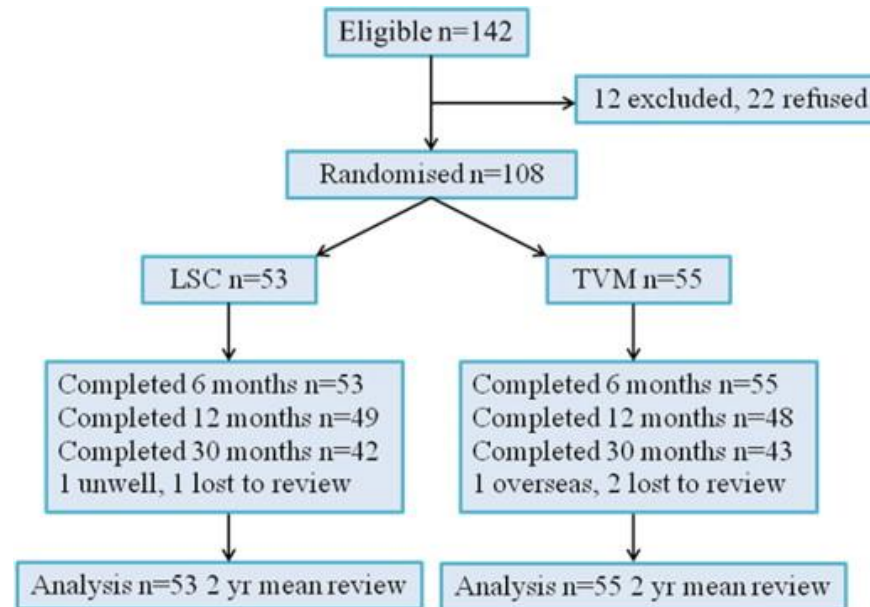 Eligible n=142
12 excluded, 22 refused
Randomised n=108
LSC n=53
TVM n=55
Completed 6 months n=53
Completed 12 months n=49
Completed 30 months n=42
1 unwell, 1 lost to review
Completed 6 months n=55
Completed 12 months n=48
Completed 30 months n=43
1 overseas, 2 lost to review
Analysis n=53 2 yr mean review
Analysis n=55 2 yr mean review